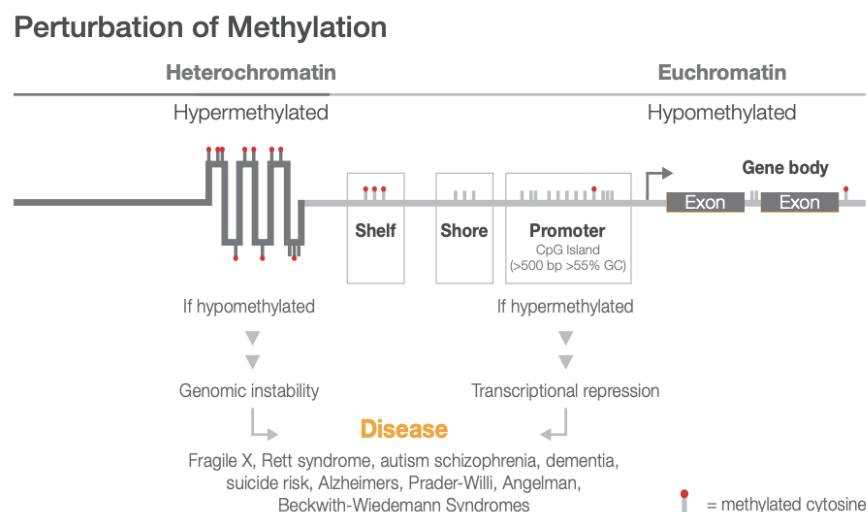 Perturbation of Methylation
Heterochromatin
Euchromatin
Hypermethylated
Hypomethylated
Gene body
Exon
Exon
Shelf
Shore
Promoter
CpG Island
(>500 bp >55% GC)
If hypomethylated
If hypermethylated
Genomic instability
Transcriptional repression
Disease
Fragile X, Rett syndrome, autism schizophrenia, dementia,
suicide risk, Alzheimers, Prader-Willi, Angelman,
Beckwith-Wiedemann Syndromes
= methylated cytosine